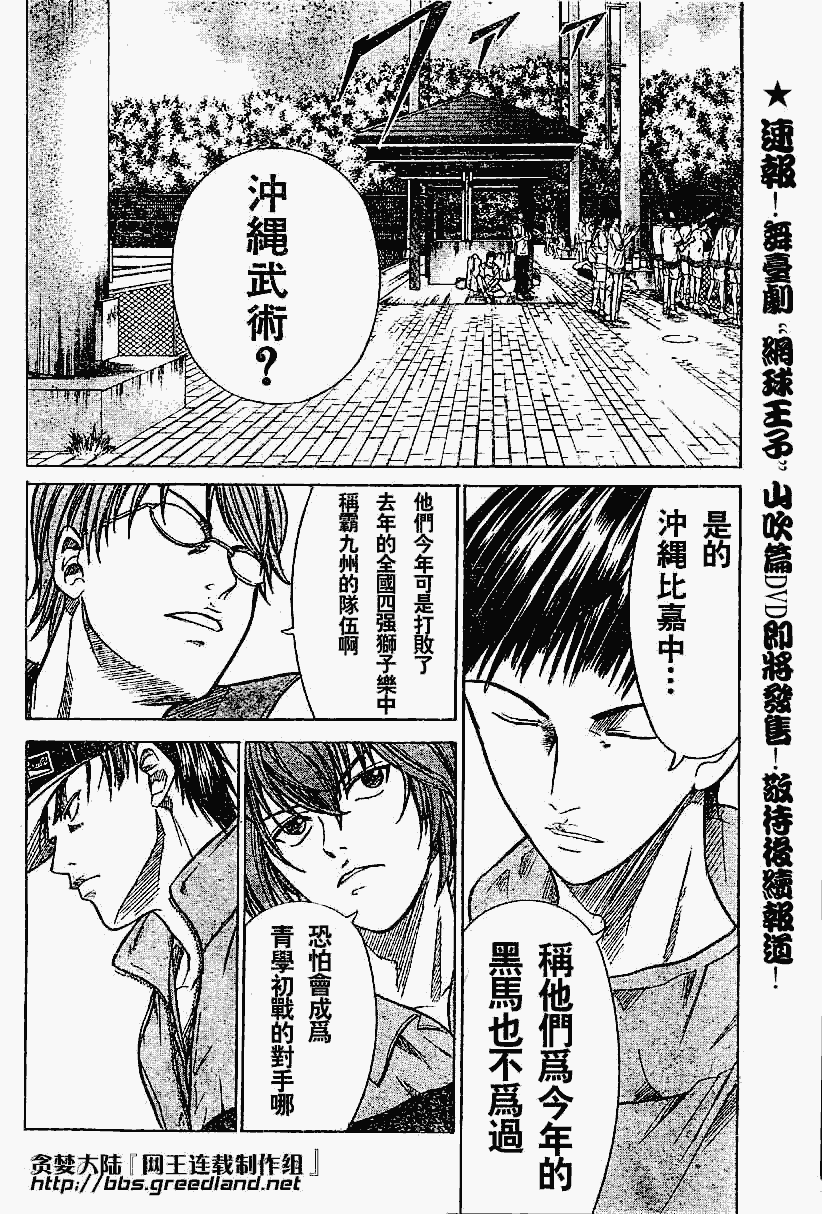 ★速報！舞臺劇“網球王子”山吹篇DVD即將發售！敬待後續報道！
沖縄武術？
是的
沖縄比嘉中…
他們今年可是打敗了
去年的全國四强獅子樂中
稱霸九州的隊伍啊
稱他們爲今年的
黑馬也不爲過
恐怕會成爲
青學初戰的對手哪
贪婪大陆『网王连载制作组』
http://bbs.greedland.net